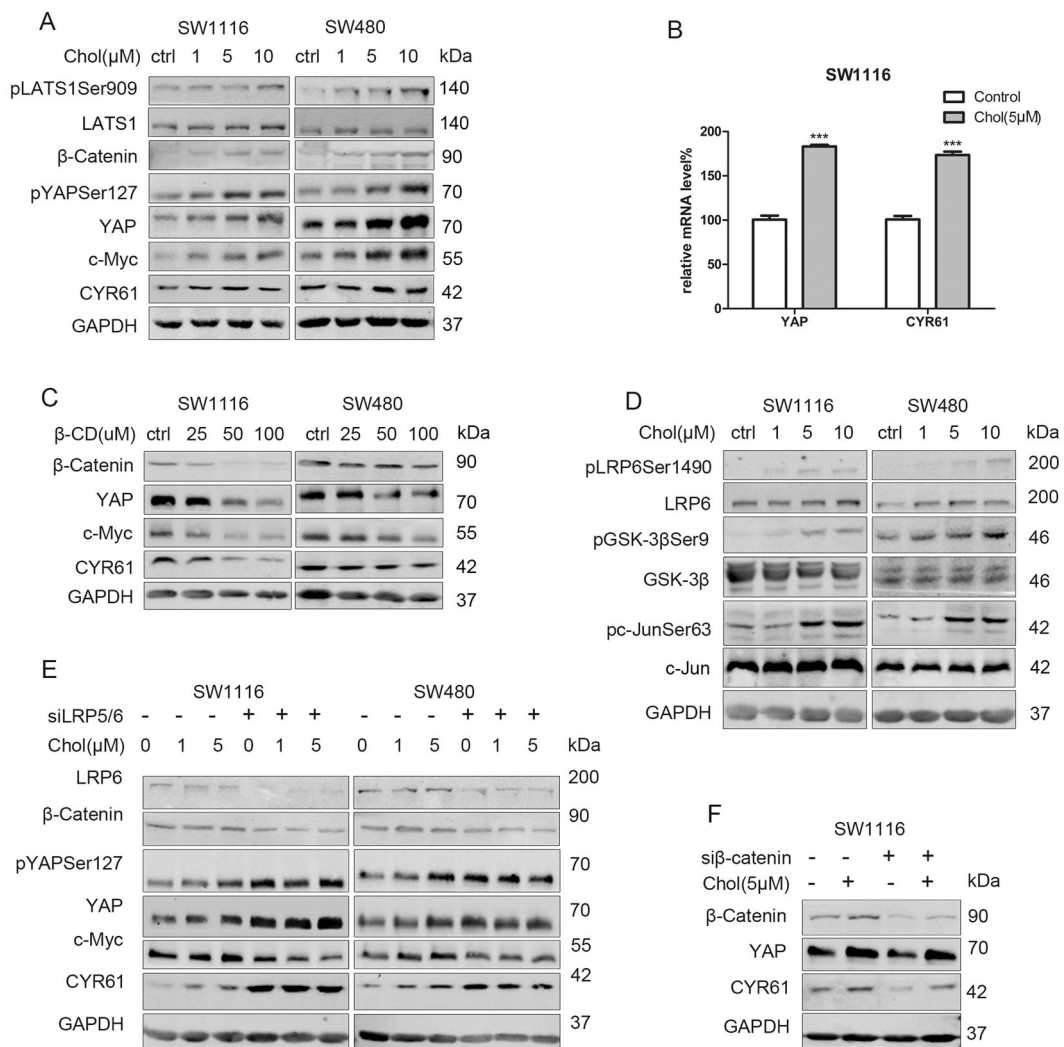 A
SW1116 SW480
Chol(μM) ctrl 1 5 10 ctrl 1 5 10 kDa
pLATS1Ser909 140
LATS1 140
β-Catenin 90
pYAPSer127 70
YAP 70
c-Myc 55
CYR61 42
GAPDH 37
B
SW1116
Control
Chol(5μM)
relative mRNA level%
200
150
100
50
0
*** ***
YAP CYR61
C
SW1116 SW480
β-CD(uM) ctrl 25 50 100 ctrl 25 50 100 kDa
β-Catenin 90
YAP 70
c-Myc 55
CYR61 42
GAPDH 37
D
SW1116 SW480
Chol(μM) ctrl 1 5 10 ctrl 1 5 10 kDa
pLRP6Ser1490 200
LRP6 200
pGSK-3βSer9 46
GSK-3β 46
pc-JunSer63 42
c-Jun 42
GAPDH 37
E
SW1116 SW480
siLRP5/6 - - - + + + - - - + + +
Chol(μM) 0 1 5 0 1 5 0 1 5 0 1 5 kDa
LRP6 200
β-Catenin 90
pYAPSer127 70
YAP 70
c-Myc 55
CYR61 42
GAPDH 37
F
SW1116
siβ-catenin - - + +
Chol(5μM) - + - + kDa
β-Catenin 90
YAP 70
CYR61 42
GAPDH 37